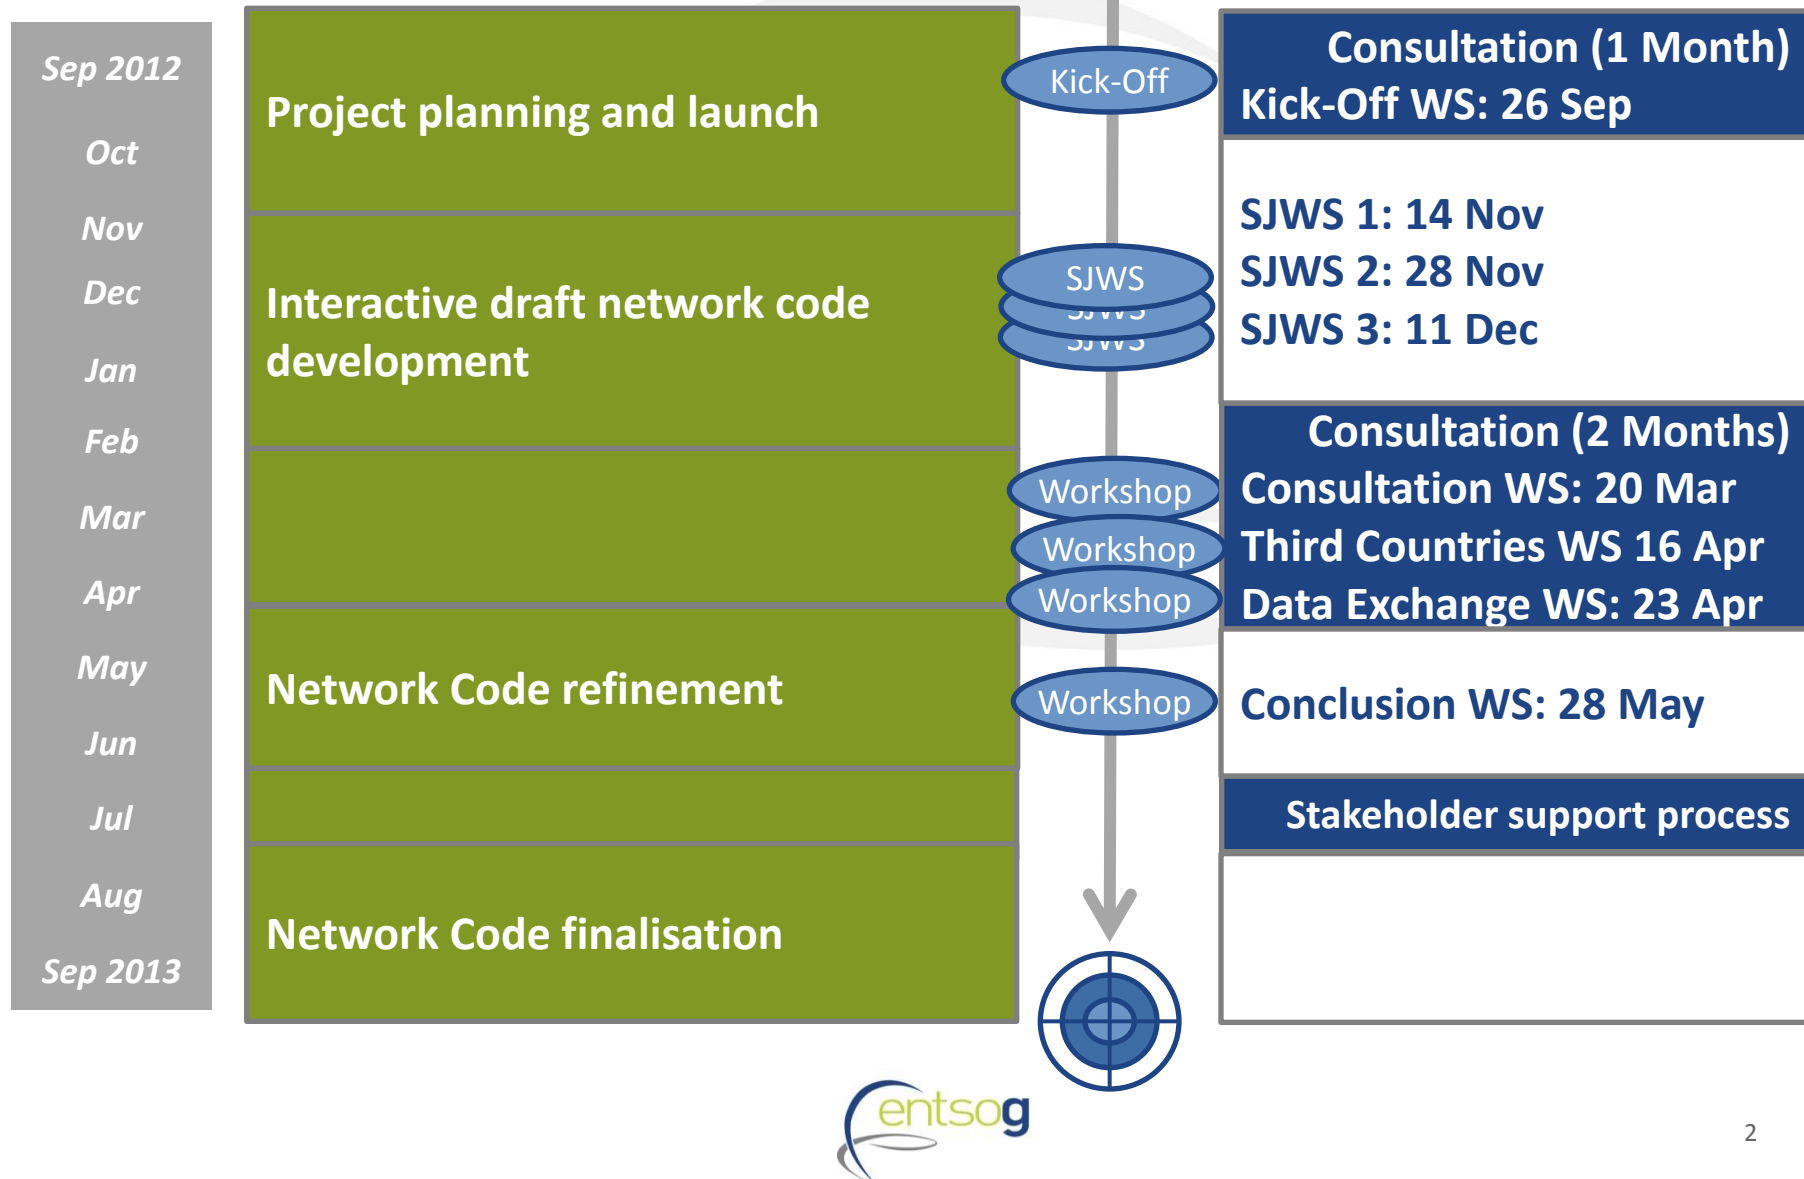 Sep 2012
Oct
Nov
Dec
Jan
Feb
Mar
Apr
May
Jun
Jul
Aug
Sep 2013
Project planning and launch
Interactive draft network code
development
Network Code refinement
Network Code finalisation
Kick-Off
SJWS
SJWS
SJWS
Workshop
Workshop
Workshop
Workshop
Consultation (1 Month)
Kick-Off WS: 26 Sep
SJWS 1: 14 Nov
SJWS 2: 28 Nov
SJWS 3: 11 Dec
Consultation (2 Months)
Consultation WS: 20 Mar
Third Countries WS 16 Apr
Data Exchange WS: 23 Apr
Conclusion WS: 28 May
Stakeholder support process
entsog
2